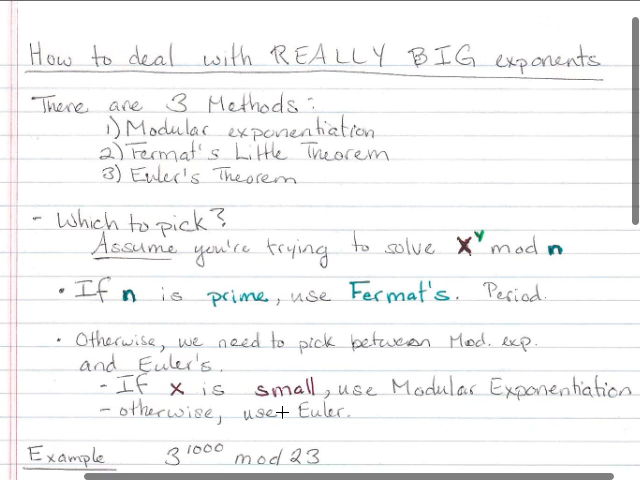 How to deal with REALLY BIG exponents
There are 3 Methods:
1) Modular exponentiation
2) Fermat's Little Theorem
3) Euler's Theorem
- Which to pick?
Assume you're trying to solve x^y mod n
• If n is prime, use Fermat's. Period.
• Otherwise, we need to pick between Mod. exp.
and Euler's.
- If x is small, use Modular Exponentiation
- otherwise, use Euler.
Example 3^1000 mod 23